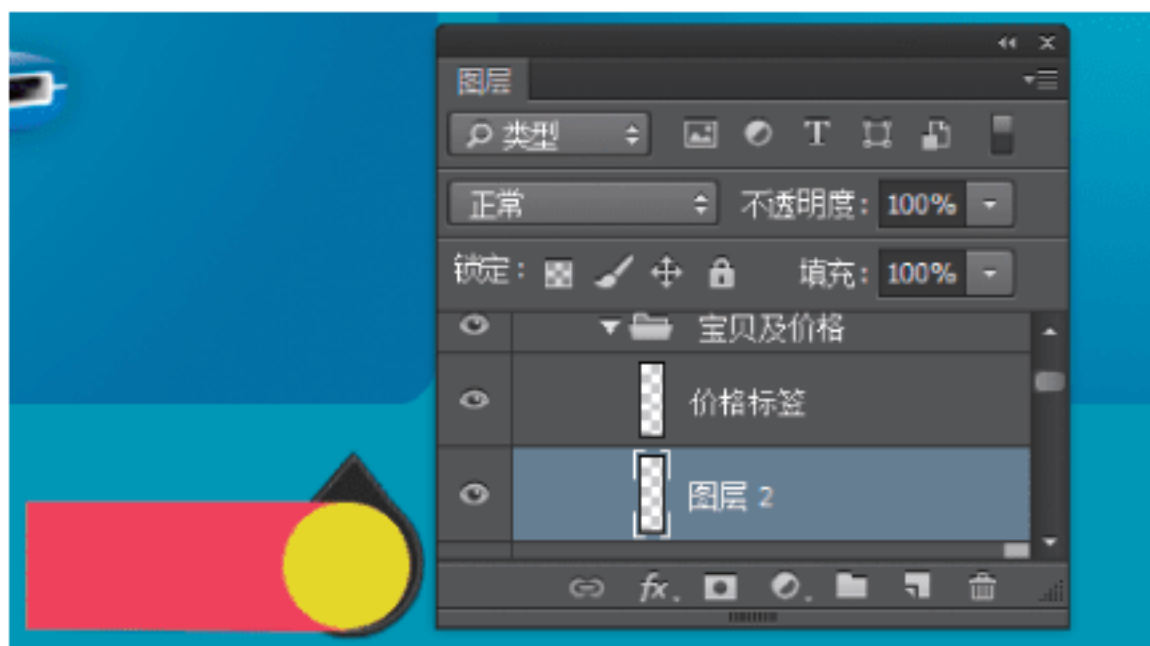 图层
类型 T
正常 不透明度: 100%
锁定: 填充: 100%
宝贝及价格
价格标签
图层 2
fx.